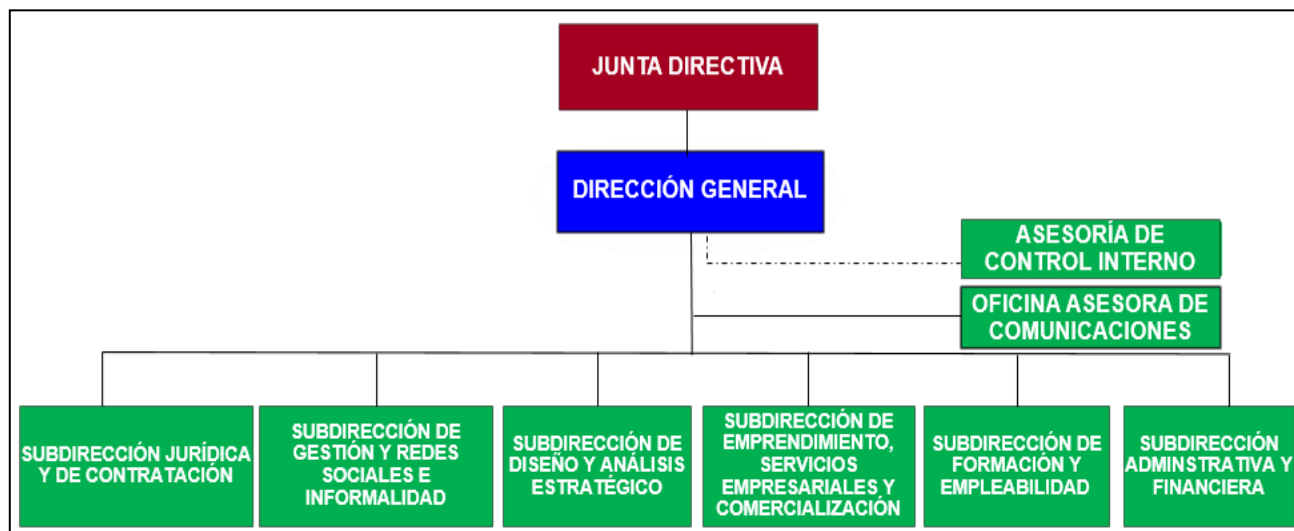 JUNTA DIRECTIVA
DIRECCIÓN GENERAL
ASESORÍA DE
CONTROL INTERNO
OFICINA ASESORA DE
COMUNICACIONES
SUBDIRECCIÓN JURÍDICA
Y DE CONTRATACIÓN
SUBDIRECCIÓN DE
GESTIÓN Y REDES
SOCIALES E
INFORMALIDAD
SUBDIRECCIÓN DE
DISEÑO Y ANÁLISIS
ESTRATÉGICO
SUBDIRECCIÓN DE
EMPRENDIMIENTO,
SERVICIOS
EMPRESARIALES Y
COMERCIALIZACIÓN
SUBDIRECCIÓN DE
FORMACIÓN Y
EMPLEABILIDAD
SUBDIRECCIÓN
ADMINSTRATIVA Y
FINANCIERA